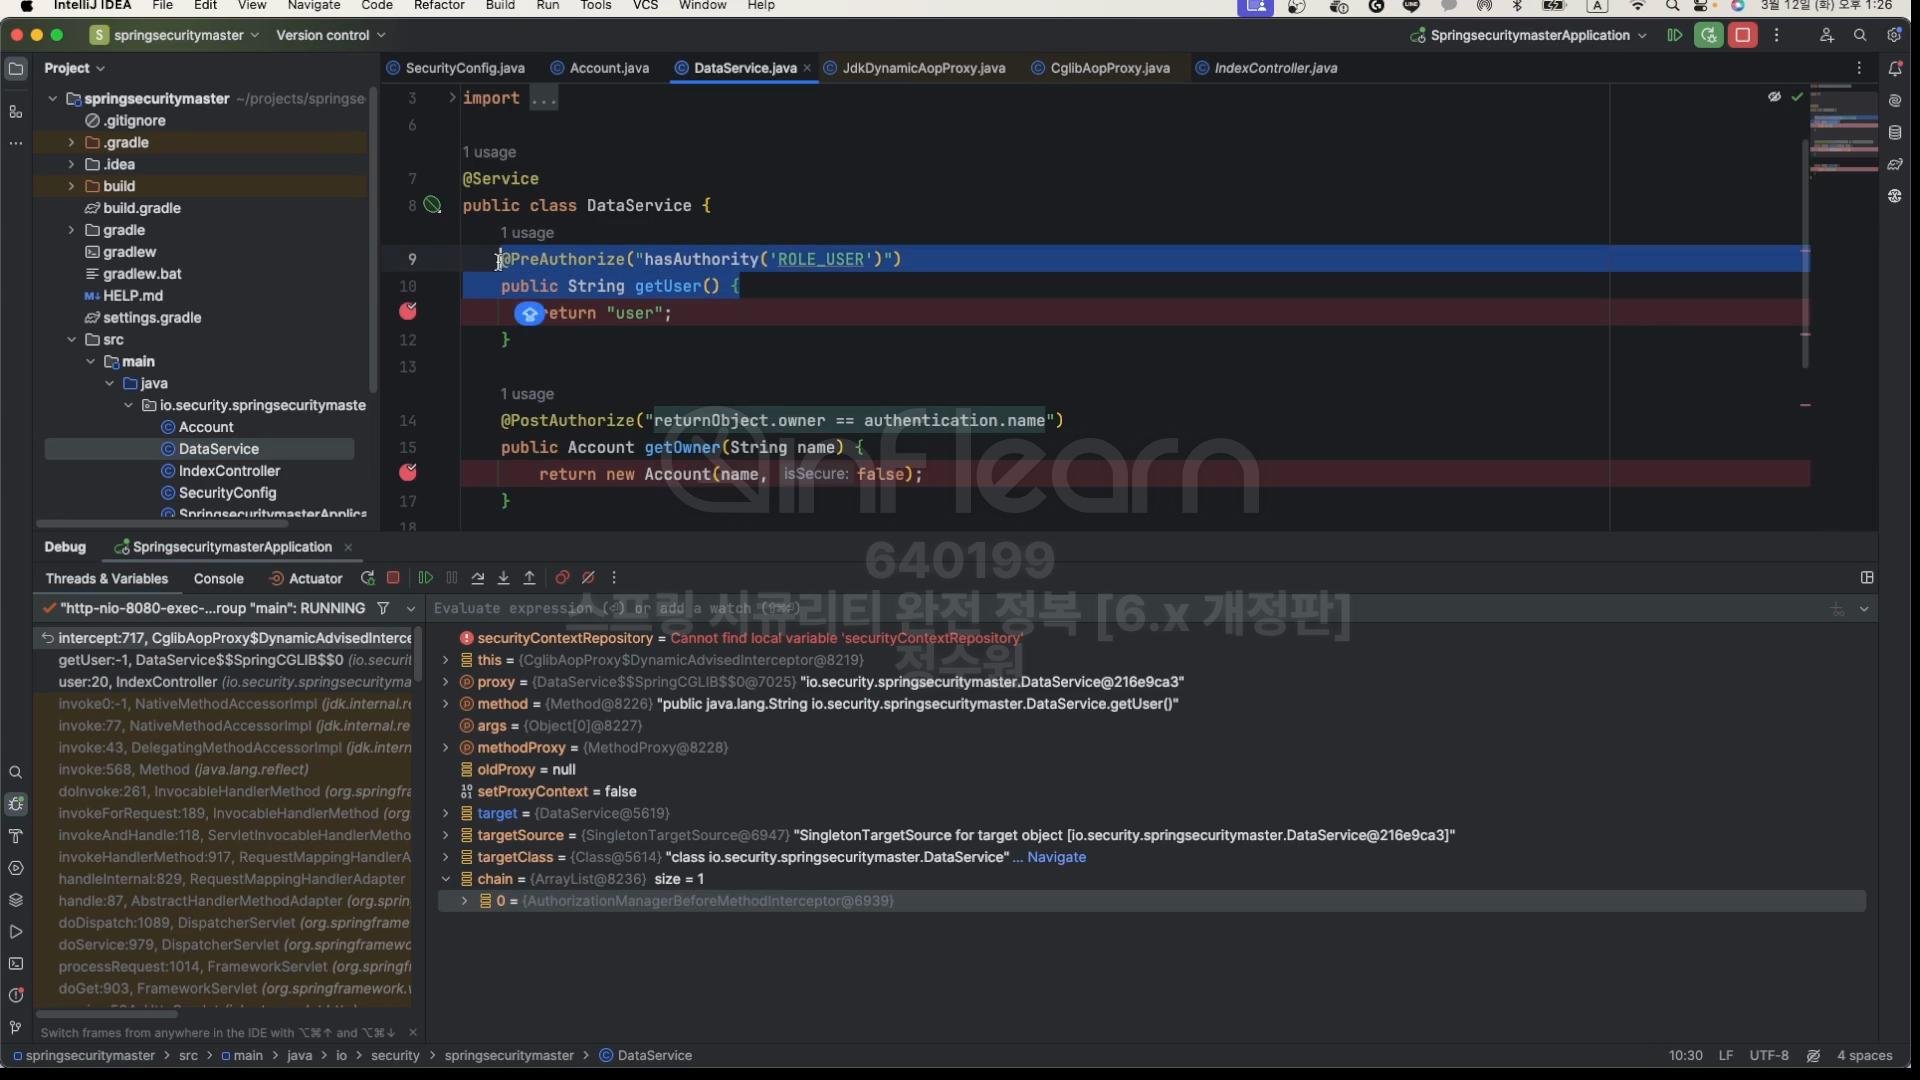 IntelliJ IDEA File Edit View Navigate Code Refactor Build Run Tools VCS Window Help
A 3월 12일 (화) 오후 1:26
S springsecuritymaster Version control SpringsecuritymasterApplication
Project
SecurityConfig.java Account.java DataService.java JdkDynamicAopProxy.java CglibAopProxy.java IndexController.java
springsecuritymaster ~/projects/springse
.gitignore
.gradle
.idea
build
build.gradle
gradle
gradlew
gradlew.bat
HELP.md
settings.gradle
src
main
java
io.security.springsecuritymaste
Account
DataService
IndexController
SecurityConfig
SpringsecuritymasterApplica
3 import ...
6
1 usage
7 @Service
8 public class DataService {
1 usage
9 @PreAuthorize("hasAuthority('ROLE_USER')")
10 public String getUser() {
eturn "user";
12 }
13
1 usage
14 @PostAuthorize("returnObject.owner == authentication.name")
15 public Account getOwner(String name) {
return new Account(name, isSecure: false);
17 }
18
inflearn
640199
스프링 시큐리티 완전 정복 [6.x 개정판]
정수원
Debug SpringsecuritymasterApplication
Threads & Variables Console Actuator
"http-nio-8080-exec-...roup "main": RUNNING
Evaluate expression (⏎) or add a watch (⇧⌘⏎)
intercept:717, CglibAopProxy$DynamicAdvisedInterce
getUser:-1, DataService$$SpringCGLIB$$0 (io.securit
user:20, IndexController (io.security.springsecurityma
invoke0:-1, NativeMethodAccessorImpl (jdk.internal.re
invoke:77, NativeMethodAccessorImpl (jdk.internal.re
invoke:43, DelegatingMethodAccessorImpl (jdk.intern
invoke:568, Method (java.lang.reflect)
doInvoke:261, InvocableHandlerMethod (org.springfra
invokeForRequest:189, InvocableHandlerMethod (org
invokeAndHandle:118, ServletInvocableHandlerMetho
invokeHandlerMethod:917, RequestMappingHandlerA
handleInternal:829, RequestMappingHandlerAdapter
handle:87, AbstractHandlerMethodAdapter (org.sprin
doDispatch:1089, DispatcherServlet (org.springframe
doService:979, DispatcherServlet (org.springframewo
processRequest:1014, FrameworkServlet (org.springfr
doGet:903, FrameworkServlet (org.springframework.v
securityContextRepository = Cannot find local variable 'securityContextRepository'
this = {CglibAopProxy$DynamicAdvisedInterceptor@8219}
proxy = {DataService$$SpringCGLIB$$0@7025} "io.security.springsecuritymaster.DataService@216e9ca3"
method = {Method@8226} "public java.lang.String io.security.springsecuritymaster.DataService.getUser()"
args = {Object[0]@8227}
methodProxy = {MethodProxy@8228}
oldProxy = null
setProxyContext = false
target = {DataService@5619}
targetSource = {SingletonTargetSource@6947} "SingletonTargetSource for target object [io.security.springsecuritymaster.DataService@216e9ca3]"
targetClass = {Class@5614} "class io.security.springsecuritymaster.DataService" ... Navigate
chain = {ArrayList@8236} size = 1
0 = {AuthorizationManagerBeforeMethodInterceptor@6939}
Switch frames from anywhere in the IDE with ⌥⌘↑ and ⌥⌘↓
springsecuritymaster > src > main > java > io > security > springsecuritymaster > DataService
10:30 LF UTF-8 4 spaces